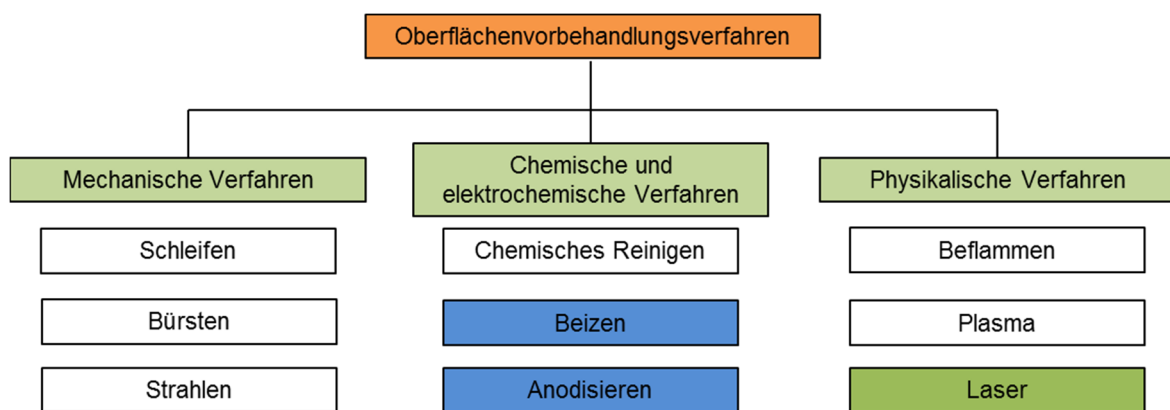 Oberflächenvorbehandlungsverfahren
Mechanische Verfahren
Schleifen
Bürsten
Strahlen
Chemische und
elektrochemische Verfahren
Chemisches Reinigen
Beizen
Anodisieren
Physikalische Verfahren
Beflammen
Plasma
Laser